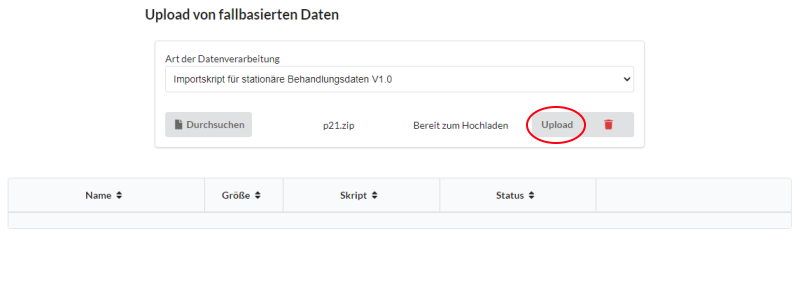 Upload von fallbasierten Daten
Art der Datenverarbeitung
Importskript für stationäre Behandlungsdaten V1.0
Durchsuchen p21.zip Bereit zum Hochladen Upload
Name Größe Skript Status